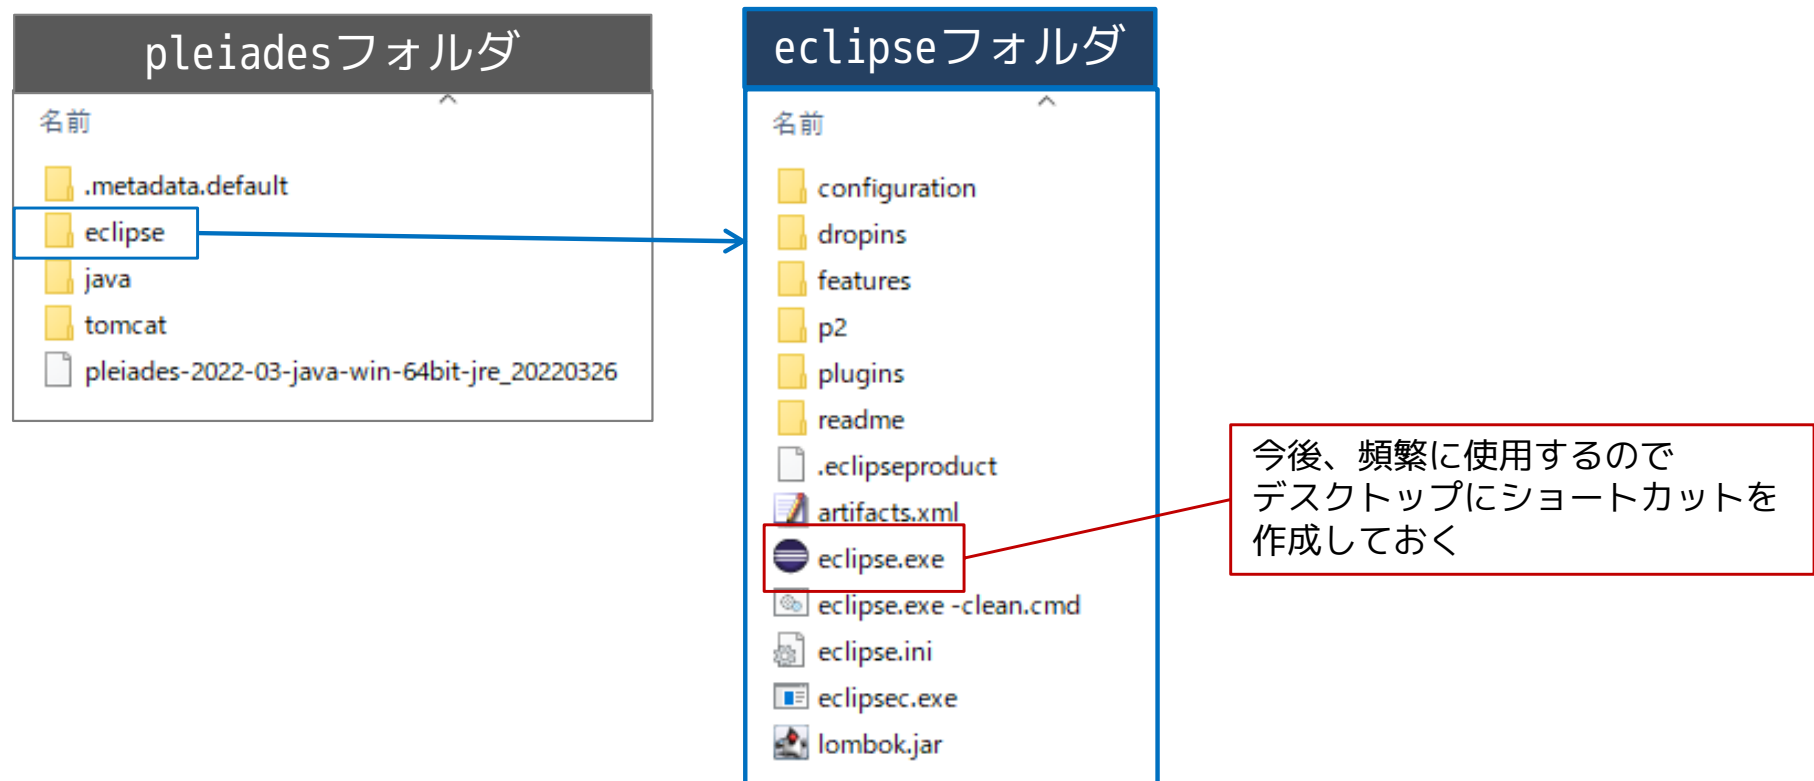 pleiadesフォルダ
名前
.metadata.default
eclipse
java
tomcat
pleiades-2022-03-java-win-64bit-jre_20220326
eclipseフォルダ
名前
configuration
dropins
features
p2
plugins
readme
.eclipseproduct
artifacts.xml
eclipse.exe
eclipse.exe -clean.cmd
eclipse.ini
eclipsec.exe
lombok.jar
今後、頻繁に使用するので
デスクトップにショートカットを
作成しておく